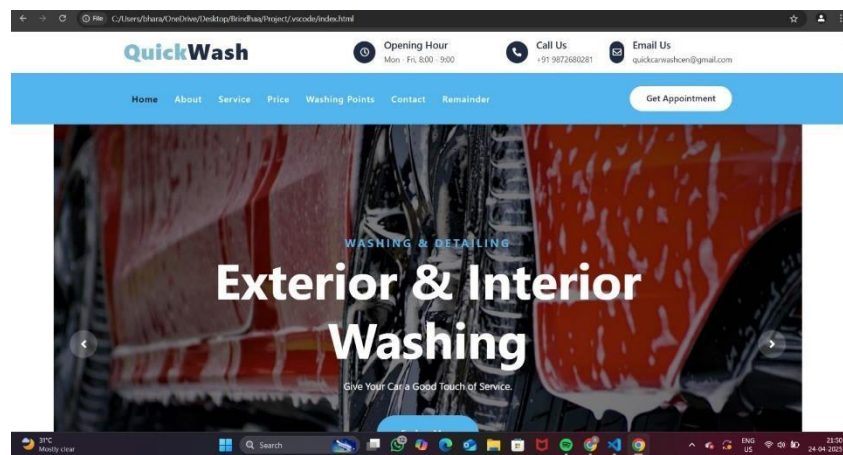 File C:/Users/bhara/OneDrive/Desktop/Brindhaa/Project/.vscode/index.html
QuickWash
Opening Hour
Mon - Fri, 8:00 - 9:00
Call Us
+91 9872680281
Email Us
quickcarwashcen@gmail.com
Home About Service Price Washing Points Contact Remainder
Get Appointment
WASHING & DETAILING
Exterior & Interior
Washing
Give Your Car a Good Touch of Service.
31°C
Mostly clear
Search
ENG
US
21:50
24-04-2025